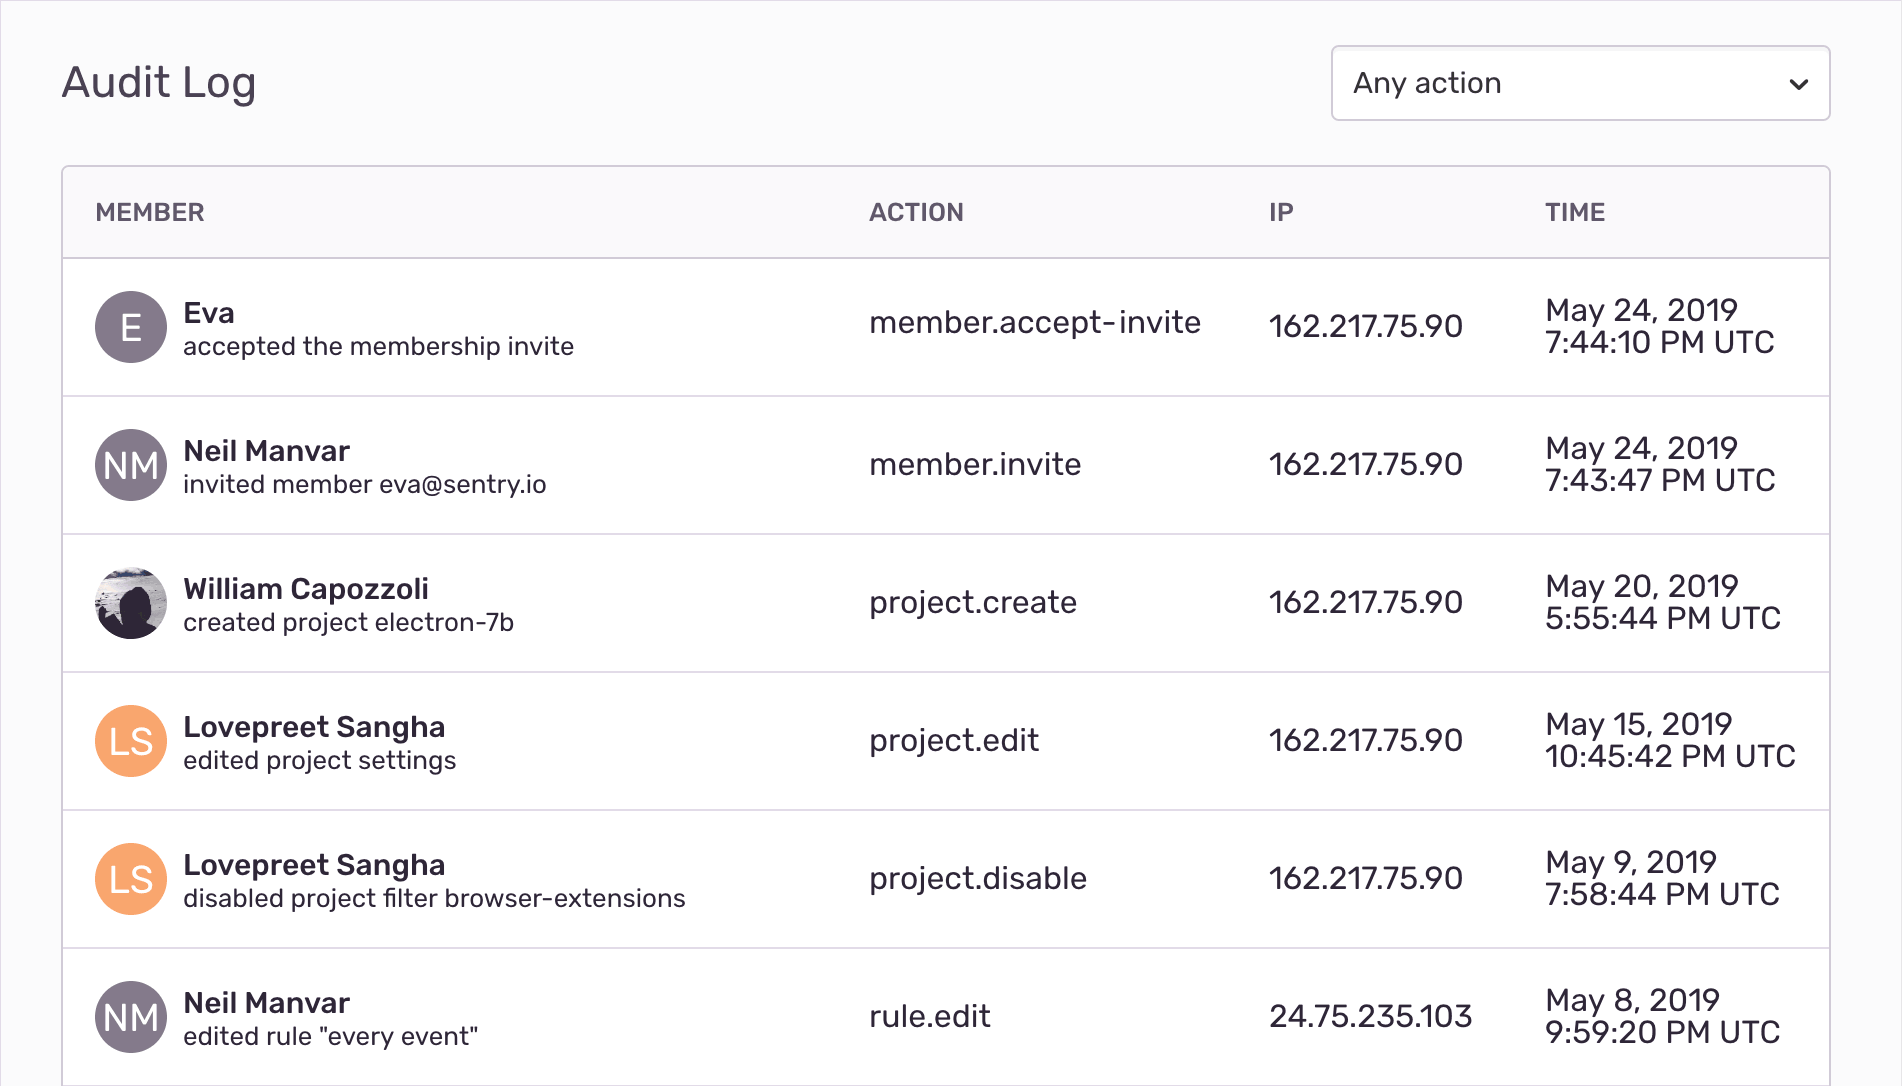 Audit Log
Any action
MEMBER ACTION IP TIME
E
Eva
accepted the membership invite
member.accept-invite
162.217.75.90
May 24, 2019
7:44:10 PM UTC
NM
Neil Manvar
invited member eva@sentry.io
member.invite
162.217.75.90
May 24, 2019
7:43:47 PM UTC
William Capozzoli
created project electron-7b
project.create
162.217.75.90
May 20, 2019
5:55:44 PM UTC
LS
Lovepreet Sangha
edited project settings
project.edit
162.217.75.90
May 15, 2019
10:45:42 PM UTC
LS
Lovepreet Sangha
disabled project filter browser-extensions
project.disable
162.217.75.90
May 9, 2019
7:58:44 PM UTC
NM
Neil Manvar
edited rule "every event"
rule.edit
24.75.235.103
May 8, 2019
9:59:20 PM UTC